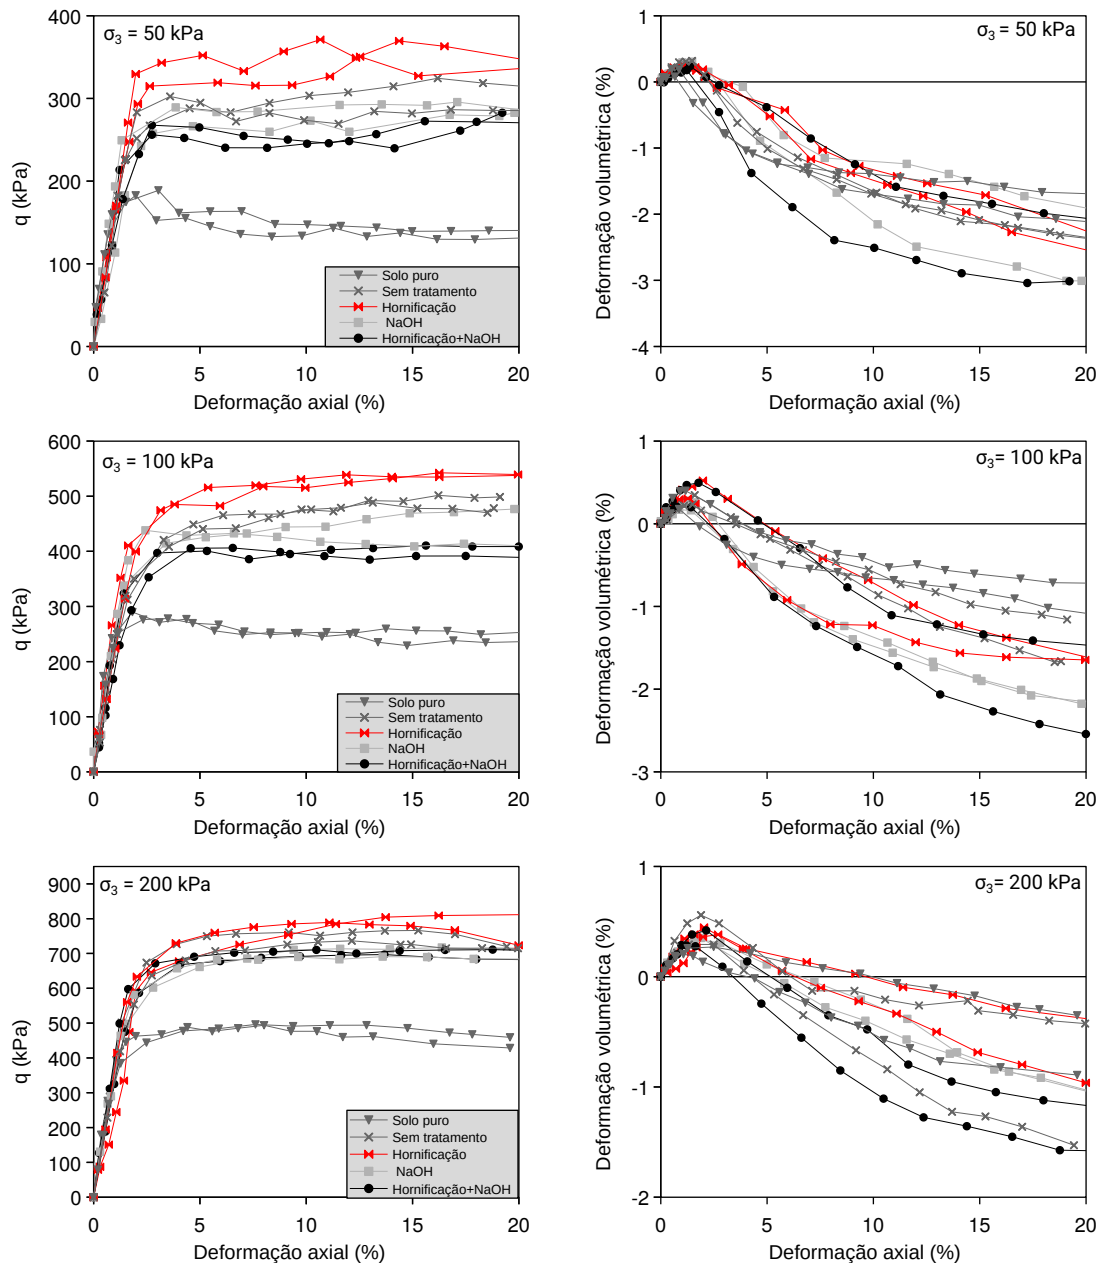 σ3 = 50 kPa
400
300
200
100
0
q (kPa)
Solo puro
Sem tratamento
Hornificação
NaOH
Hornificação+NaOH
0 5 10 15 20
Deformação axial (%)
σ3 = 50 kPa
1
0
-1
-2
-3
-4
Deformação volumétrica (%)
0 5 10 15 20
Deformação axial (%)
σ3 = 100 kPa
600
500
400
300
200
100
0
q (kPa)
Solo puro
Sem tratamento
Hornificação
NaOH
Hornificação+NaOH
0 5 10 15 20
Deformação axial (%)
σ3= 100 kPa
1
0
-1
-2
-3
Deformação volumétrica (%)
0 5 10 15 20
Deformação axial (%)
σ3 = 200 kPa
900
800
700
600
500
400
300
200
100
0
q (kPa)
Solo puro
Sem tratamento
Hornificação
NaOH
Hornificação+NaOH
0 5 10 15 20
Deformação axial (%)
σ3= 200 kPa
1
0
-1
-2
Deformação volumétrica (%)
0 5 10 15 20
Deformação axial (%)